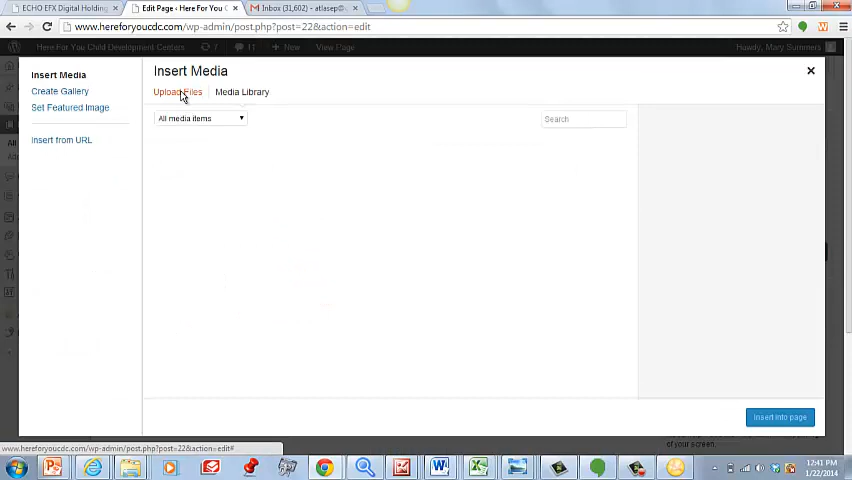 ECHO EFX Digital Holding
Edit Page ‹ Here For You C
Inbox (31,602) - atlasep@
www.hereforyoucdc.com/wp-admin/post.php?post=22&action=edit
Here For You Child Development Centers
7
11
+ New
View Page
Howdy, Mary Summers
Insert Media
Create Gallery
Set Featured Image
Insert from URL
Insert Media
Upload Files
Media Library
All media items
Search
Insert into page
of your screen.
www.hereforyoucdc.com/wp-admin/post.php?post=22&action=edit#
12:41 PM
1/22/2014